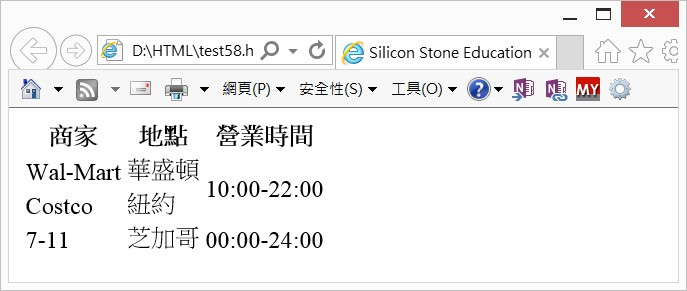 D:\HTML\test58.h
Silicon Stone Education
網頁(P)
安全性(S)
工具(O)
MY
商家 地點 營業時間
Wal-Mart 華盛頓
10:00-22:00
Costco 紐約
7-11 芝加哥 00:00-24:00